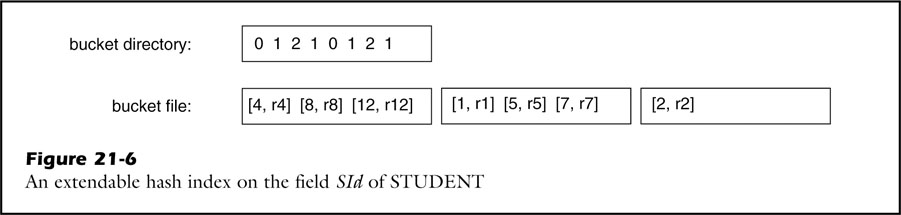 bucket directory: 0 1 2 1 0 1 2 1
bucket file: [4, r4] [8, r8] [12, r12] [1, r1] [5, r5] [7, r7] [2, r2]
Figure 21-6
An extendable hash index on the field SId of STUDENT